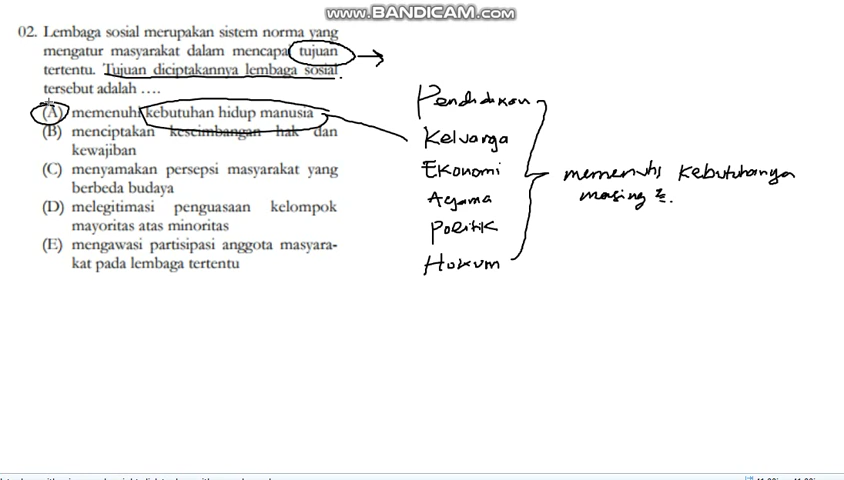 www.BANDICAM.com
02. Lembaga sosial merupakan sistem norma yang
mengatur masyarakat dalam mencapai tujuan
tertentu. Tujuan diciptakannya lembaga sosial
tersebut adalah ....
(A) memenuhi kebutuhan hidup manusia
(B) menciptakan keseimbangan hak dan
kewajiban
(C) menyamakan persepsi masyarakat yang
berbeda budaya
(D) melegitimasi penguasaan kelompok
mayoritas atas minoritas
(E) mengawasi partisipasi anggota masyara-
kat pada lembaga tertentu
Pendidikan
Keluarga
Ekonomi
Agama
Politik
Hukum
memenuhi kebutuhanya
masing 2.